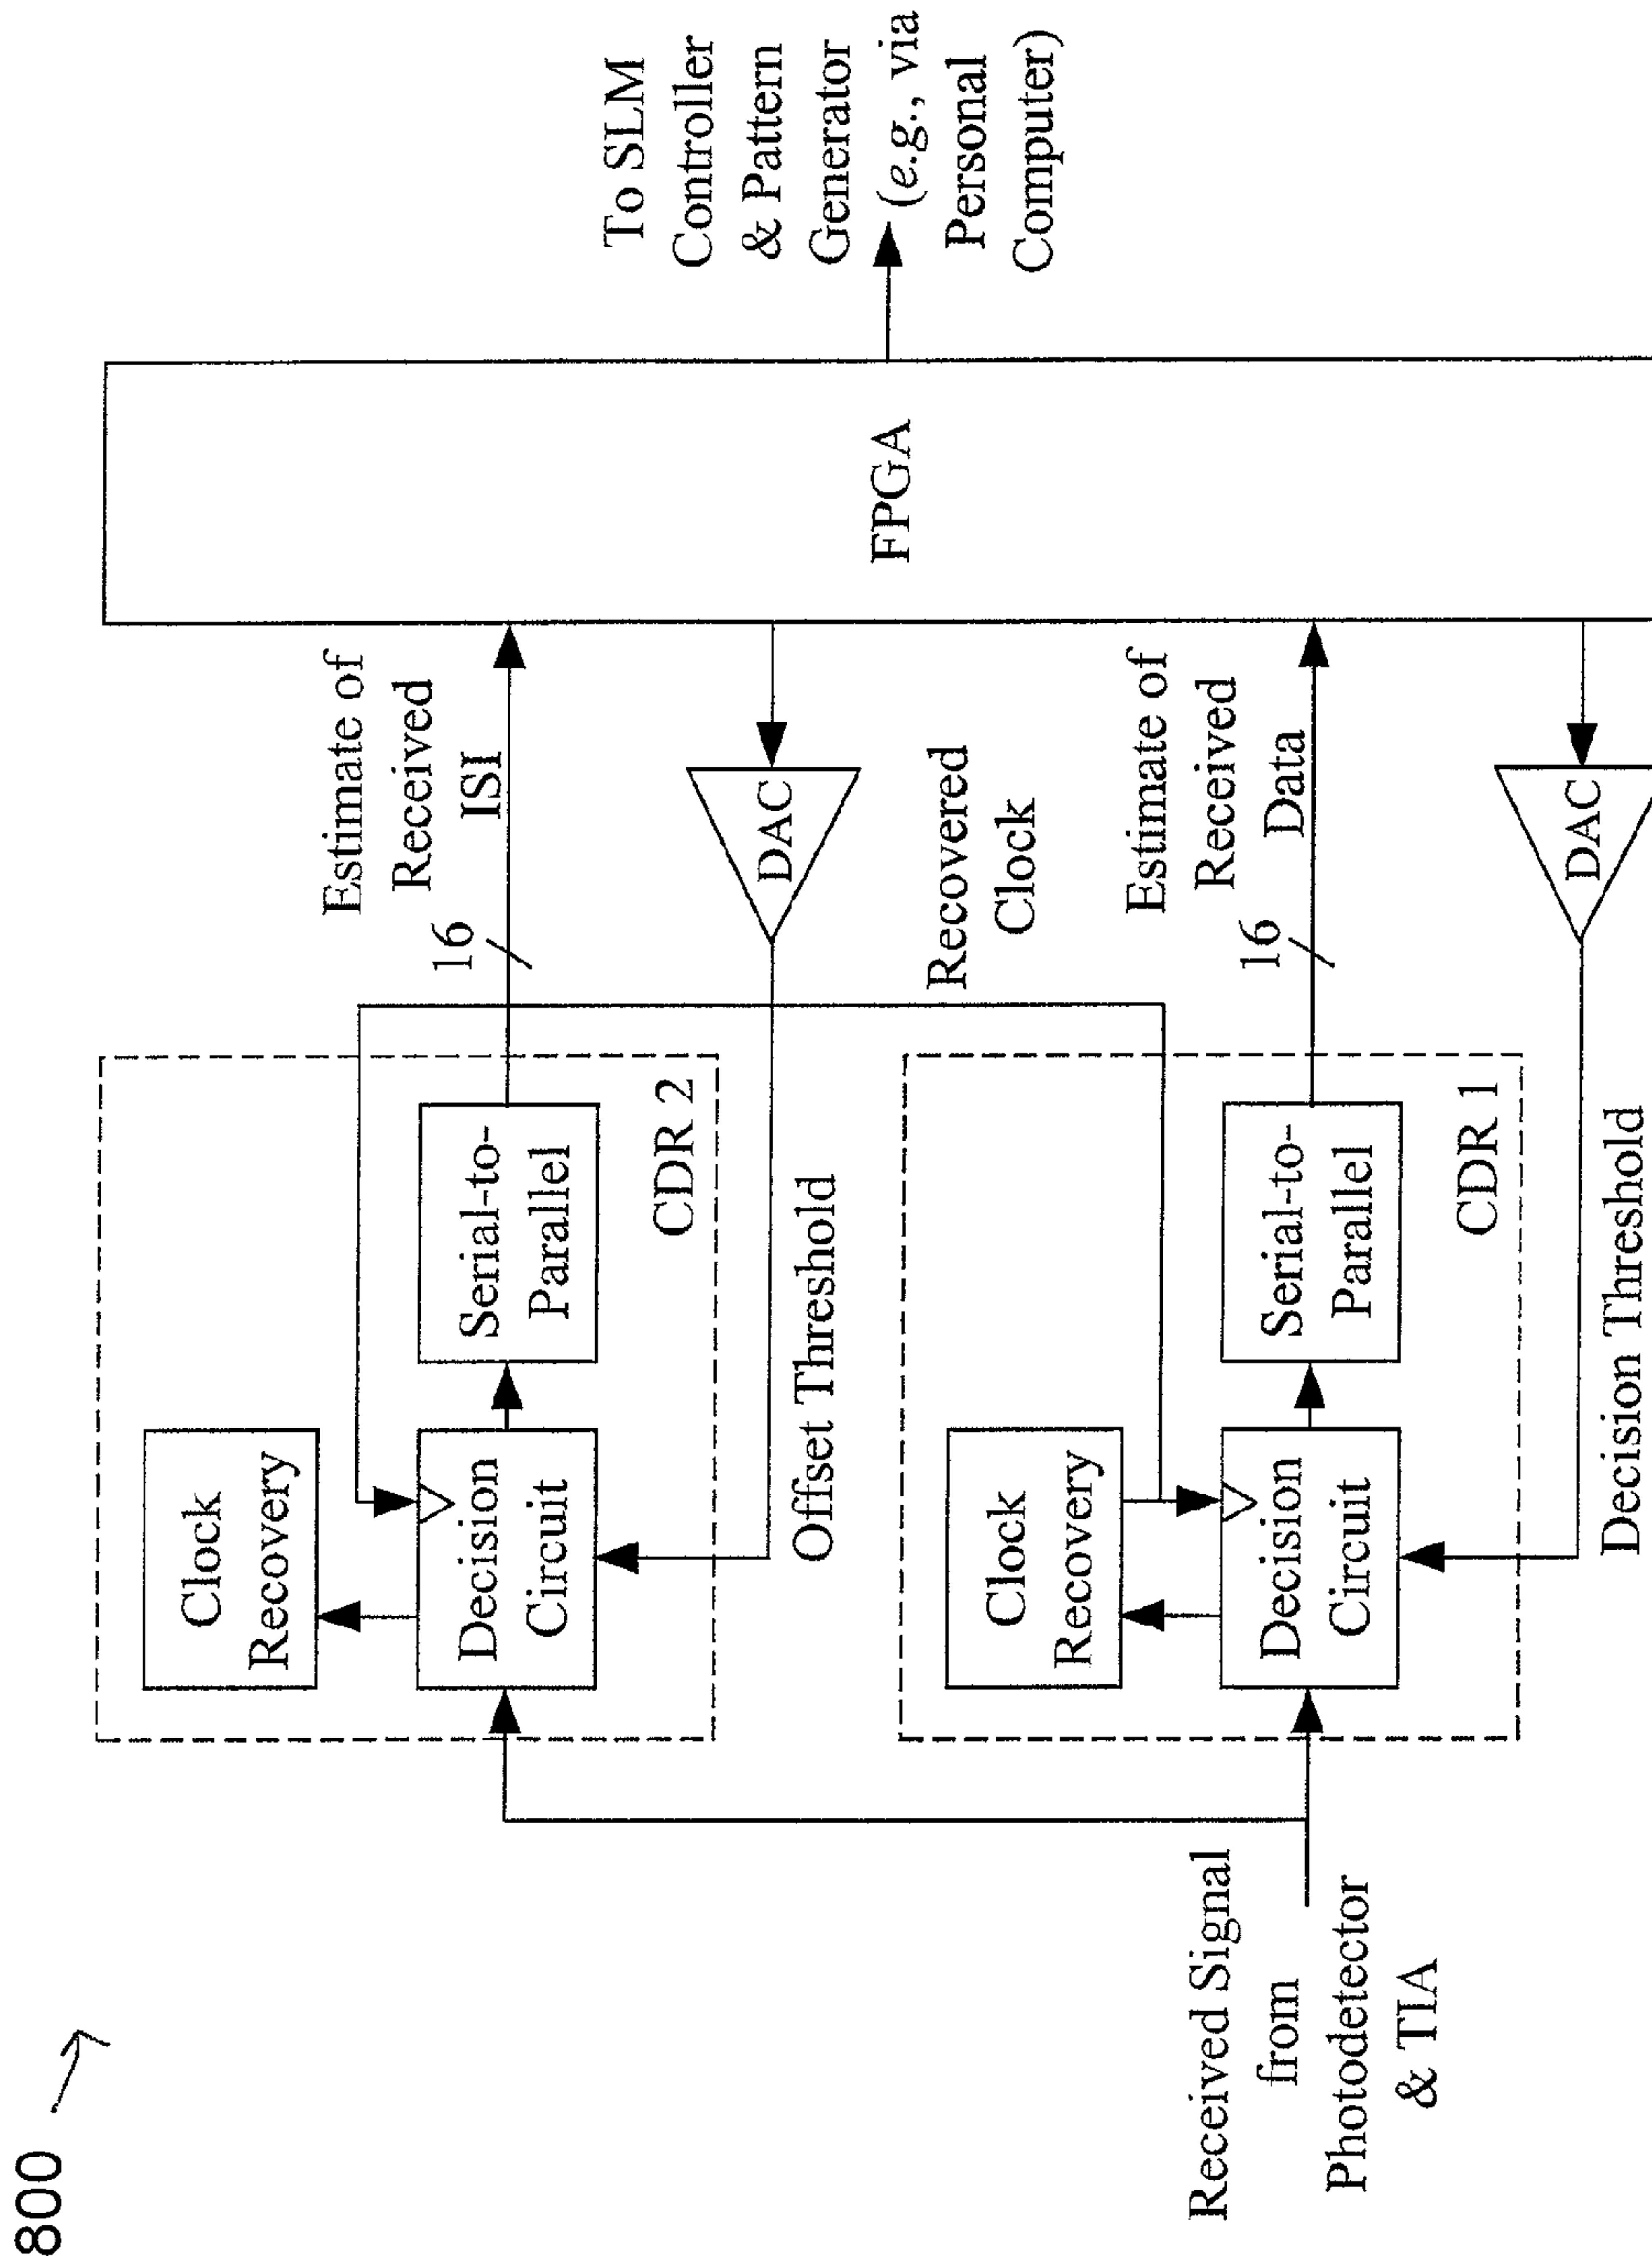 800
Received Signal
from
Photodetector
& TIA
Clock
Recovery
Decision
Circuit
Serial-to-
Parallel
CDR 2
Offset Threshold
16
Estimate of
Received
ISI
DAC
Recovered
Clock
Clock
Recovery
Decision
Circuit
Serial-to-
Parallel
CDR 1
Decision Threshold
16
Estimate of
Received
Data
DAC
FPGA
To SLM
Controller
& Pattern
Generator
(e.g., via
Personal
Computer)